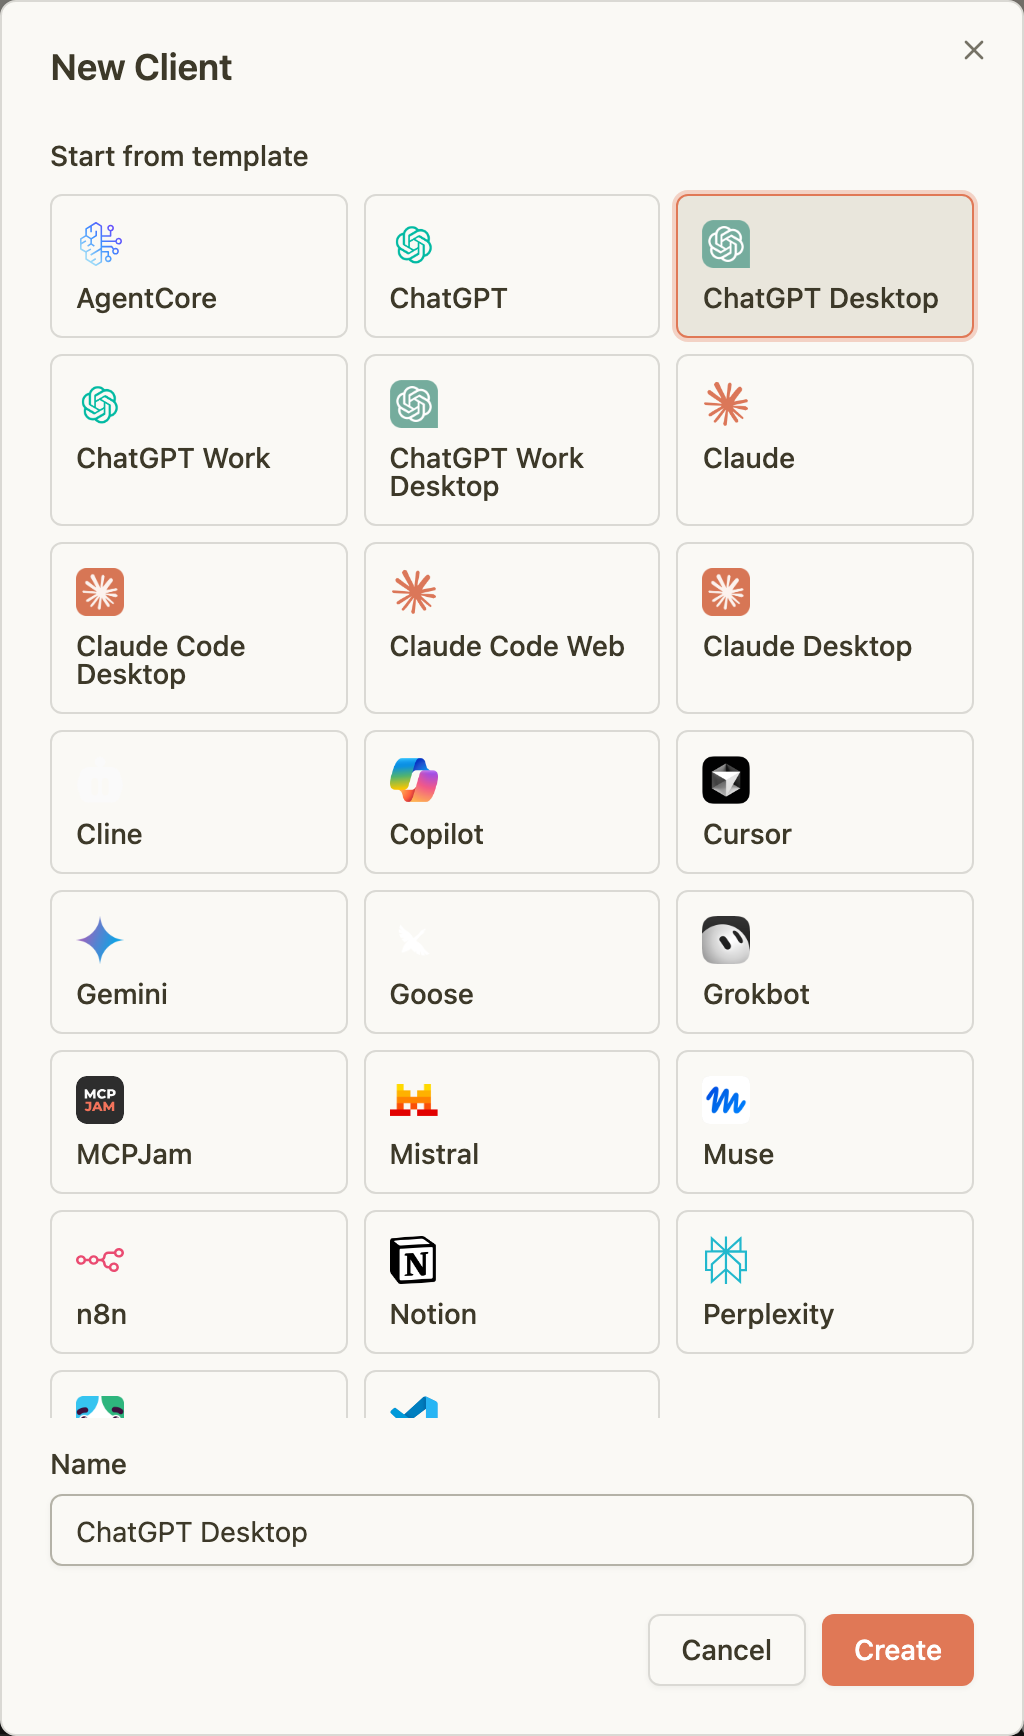 New Client
Start from template
AgentCore
ChatGPT
ChatGPT Desktop
ChatGPT Work
ChatGPT Work
Desktop
Claude
Claude Code
Desktop
Claude Code Web
Claude Desktop
Cline
Copilot
Cursor
Gemini
Goose
Grokbot
MCP
JAM
MCPJam
Mistral
Muse
n8n
N
Notion
Perplexity
Name
ChatGPT Desktop
Cancel
Create